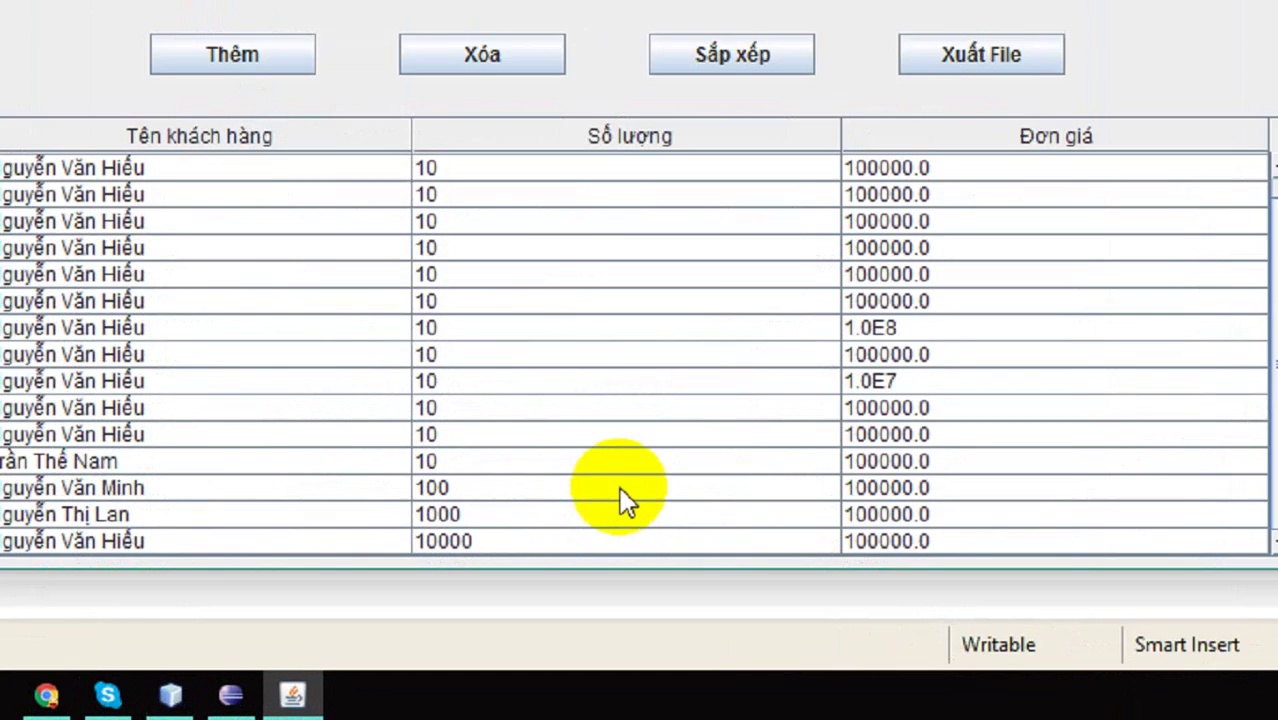 Thêm Xóa Sắp xếp Xuất File
Tên khách hàng Số lượng Đơn giá
guyễn Văn Hiếu 10 100000.0
guyễn Văn Hiếu 10 100000.0
guyễn Văn Hiếu 10 100000.0
guyễn Văn Hiếu 10 100000.0
guyễn Văn Hiếu 10 100000.0
guyễn Văn Hiếu 10 100000.0
guyễn Văn Hiếu 10 1.0E8
guyễn Văn Hiếu 10 100000.0
guyễn Văn Hiếu 10 1.0E7
guyễn Văn Hiếu 10 100000.0
guyễn Văn Hiếu 10 100000.0
rần Thế Nam 10 100000.0
guyễn Văn Minh 100 100000.0
guyễn Thị Lan 1000 100000.0
guyễn Văn Hiếu 10000 100000.0
Writable Smart Insert